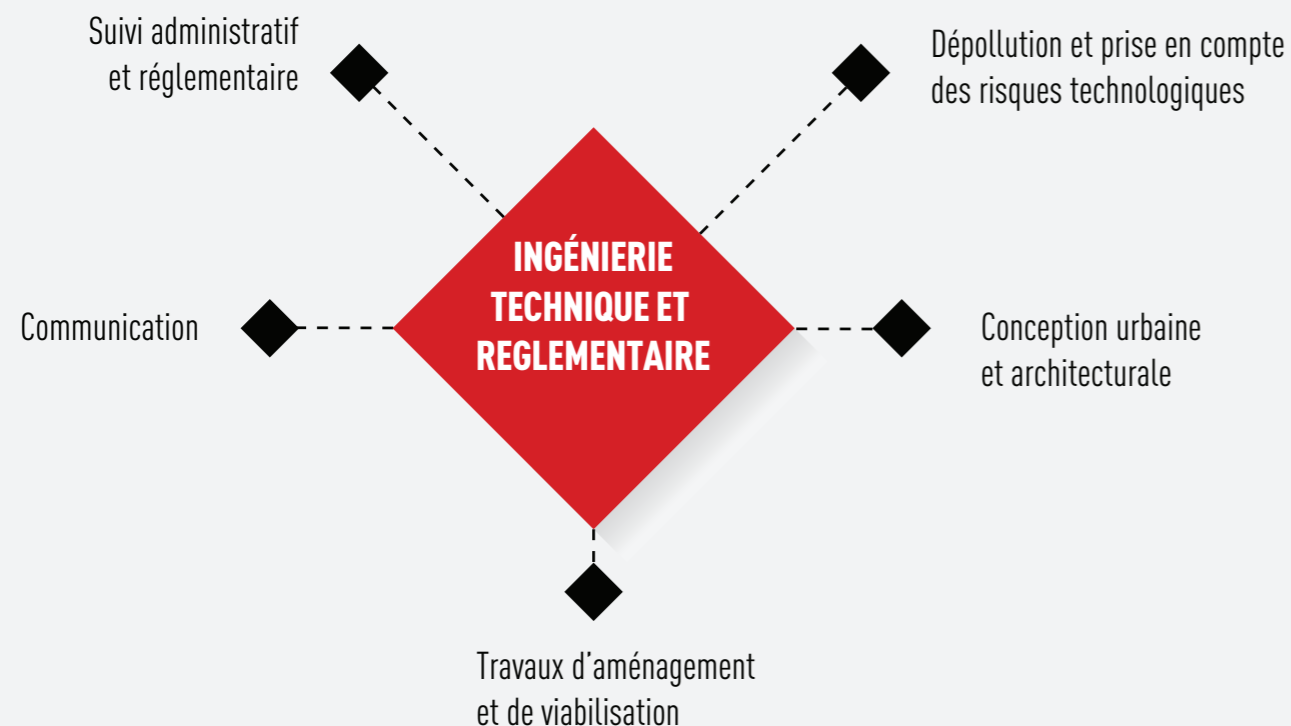 Suivi administratif
et réglementaire
Dépollution et prise en compte
des risques technologiques
INGÉNIERIE
TECHNIQUE ET
REGLEMENTAIRE
Communication
Conception urbaine
et architecturale
Travaux d'aménagement
et de viabilisation